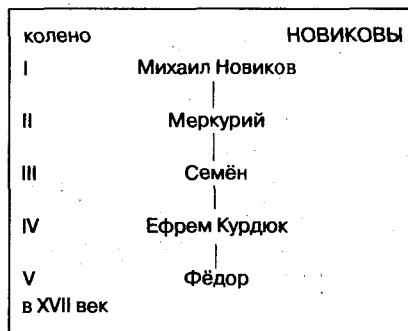 колено НОВИКОВЫ
I Михаил Новиков
II Меркурий
III Семён
IV Ефрем Курдюк
V Фёдор
в XVII век